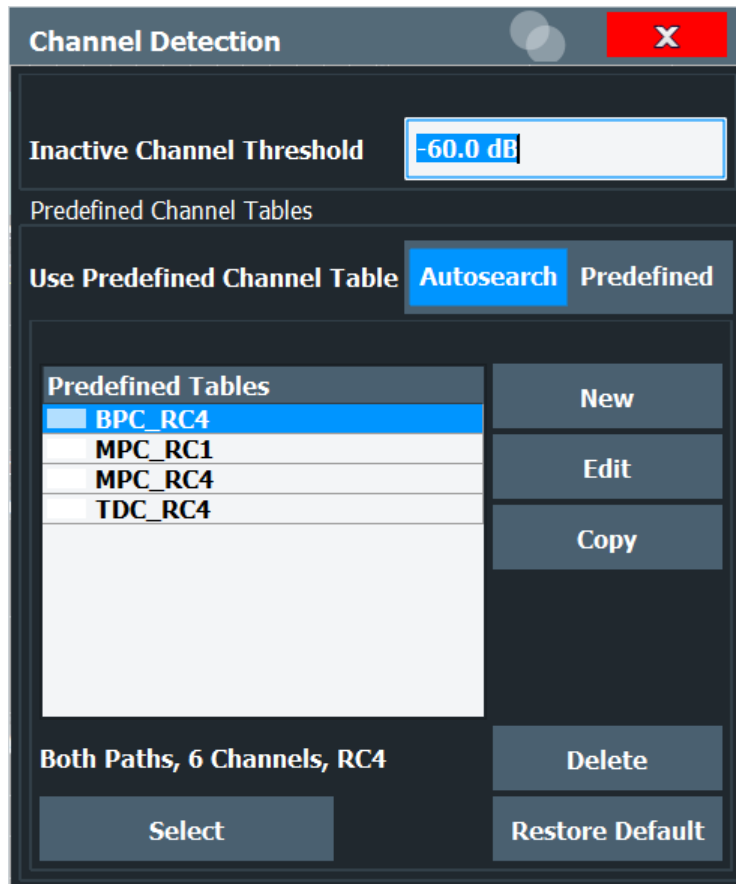 Channel Detection X
Inactive Channel Threshold -60.0 dB
Predefined Channel Tables
Use Predefined Channel Table Autosearch Predefined
Predefined Tables
BPC_RC4
MPC_RC1
MPC_RC4
TDC_RC4
New
Edit
Copy
Both Paths, 6 Channels, RC4
Delete
Select
Restore Default